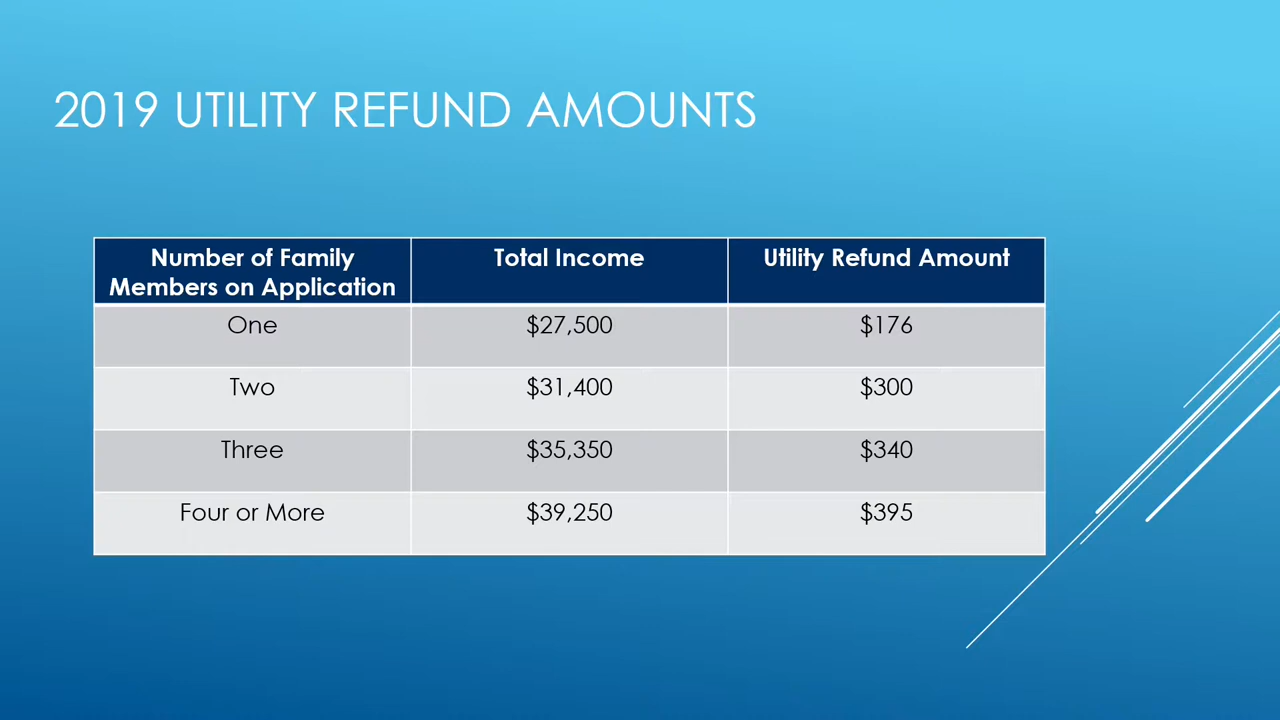 2019 UTILITY REFUND AMOUNTS
Number of Family
Members on Application
Total Income
Utility Refund Amount
One
$27,500
$176
Two
$31,400
$300
Three
$35,350
$340
Four or More
$39,250
$395